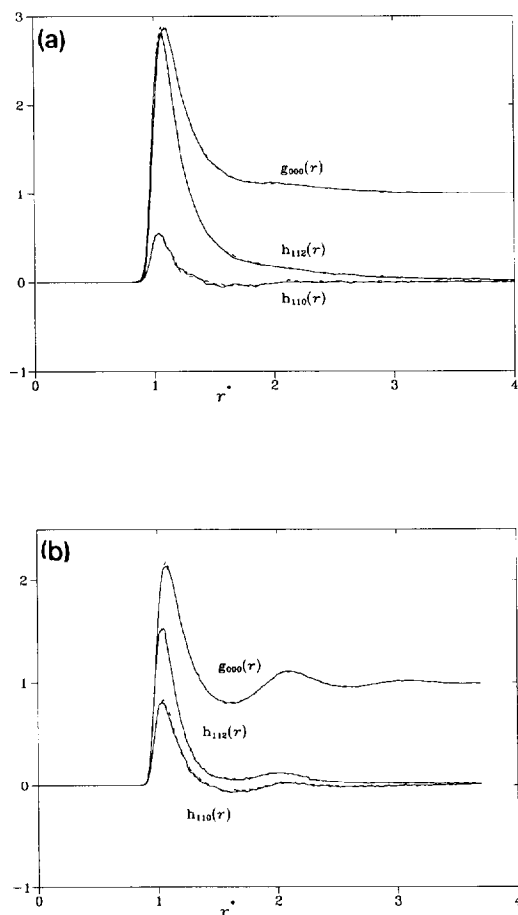 (a)
3
2
1
0
−1
g₀₀₀(r)
h₁₁₂(r)
h₁₁₀(r)
0 1 2 3 4
r*
(b)
2
1
0
−1
g₀₀₀(r)
h₁₁₂(r)
h₁₁₀(r)
0 1 2 3 4
r*